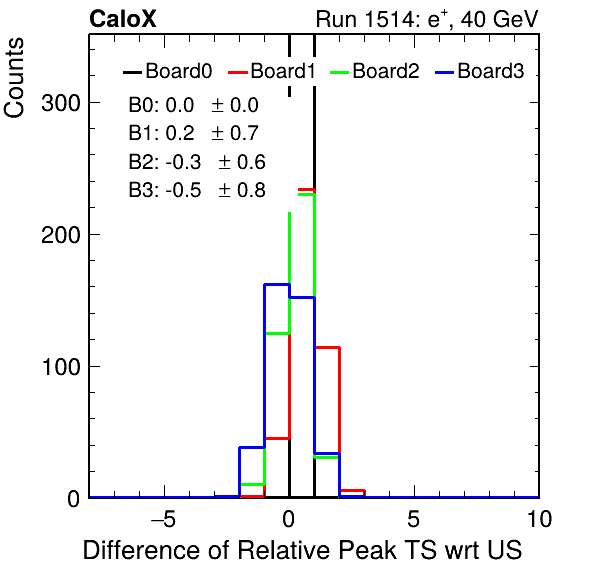 CaloX Run 1514: e⁺, 40 GeV
Counts
Board0 Board1 Board2 Board3
B0: 0.0 ± 0.0
B1: 0.2 ± 0.7
B2: -0.3 ± 0.6
B3: -0.5 ± 0.8
300
200
100
0
−5 0 5 10
Difference of Relative Peak TS wrt US